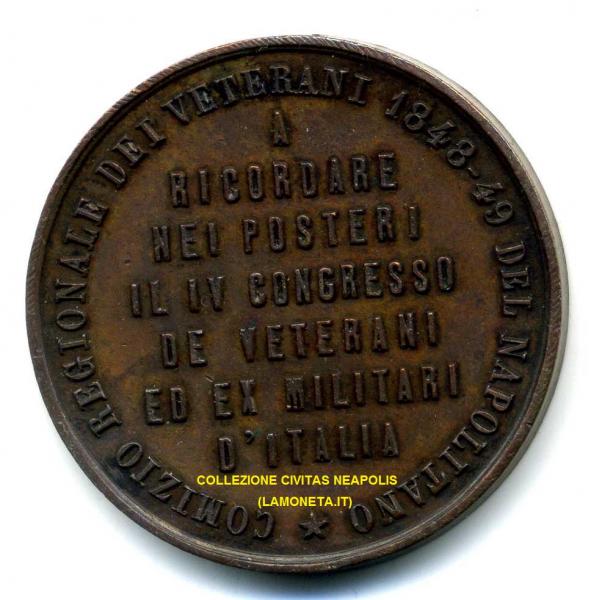 COMIZIO REGIONALE DEI VETERANI 1848-49 DEL NAPOLITANO
A
RICORDARE
NEI POSTERI
IL IV CONGRESSO
DE VETERANI
ED EX MILITARI
D'ITALIA
COLLEZIONE CIVITAS NEAPOLIS
(LAMONETA.IT)